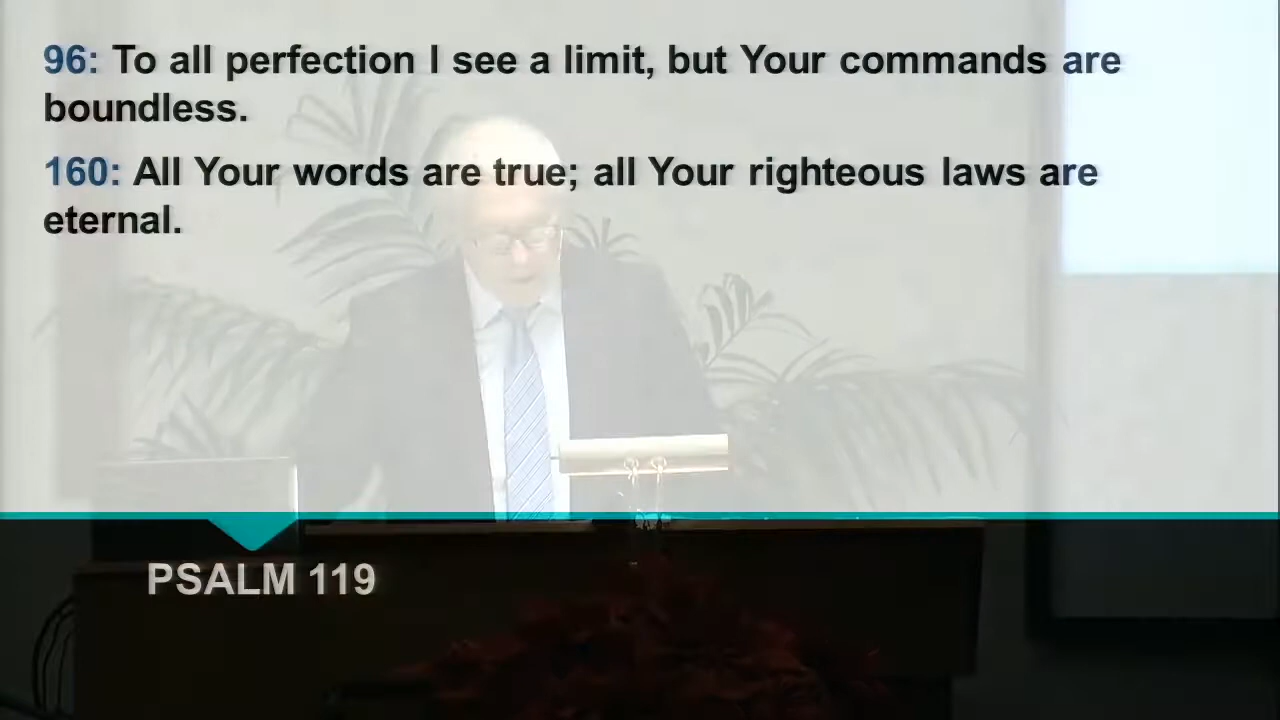 96: To all perfection I see a limit, but Your commands are
boundless.
160: All Your words are true; all Your righteous laws are
eternal.
PSALM 119